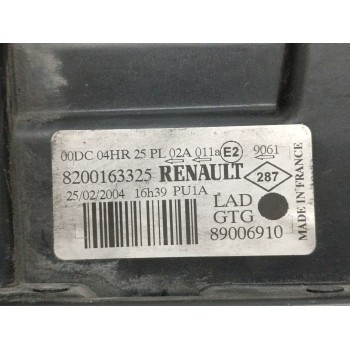 00DC 04HR 25 PL 02A 011a E2 9061
8200163325 RENAULT 287
25/02/2004 16h39 PU1A
LAD
GTG
89006910
MADE IN FRANCE